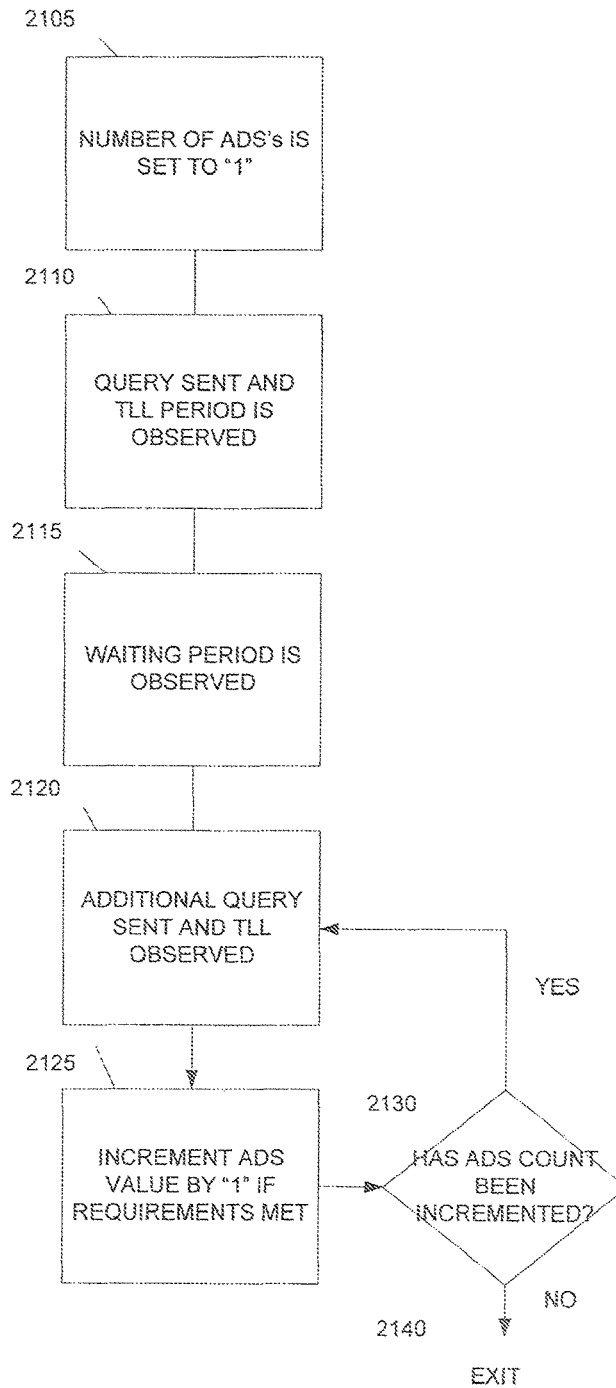 2105
NUMBER OF ADS's IS
SET TO “1”
2110
QUERY SENT AND
TLL PERIOD IS
OBSERVED
2115
WAITING PERIOD IS
OBSERVED
2120
ADDITIONAL QUERY
SENT AND TLL
OBSERVED
YES
2125
INCREMENT ADS
VALUE BY “1” IF
REQUIREMENTS MET
2130
HAS ADS COUNT
BEEN
INCREMENTED?
NO
2140
EXIT